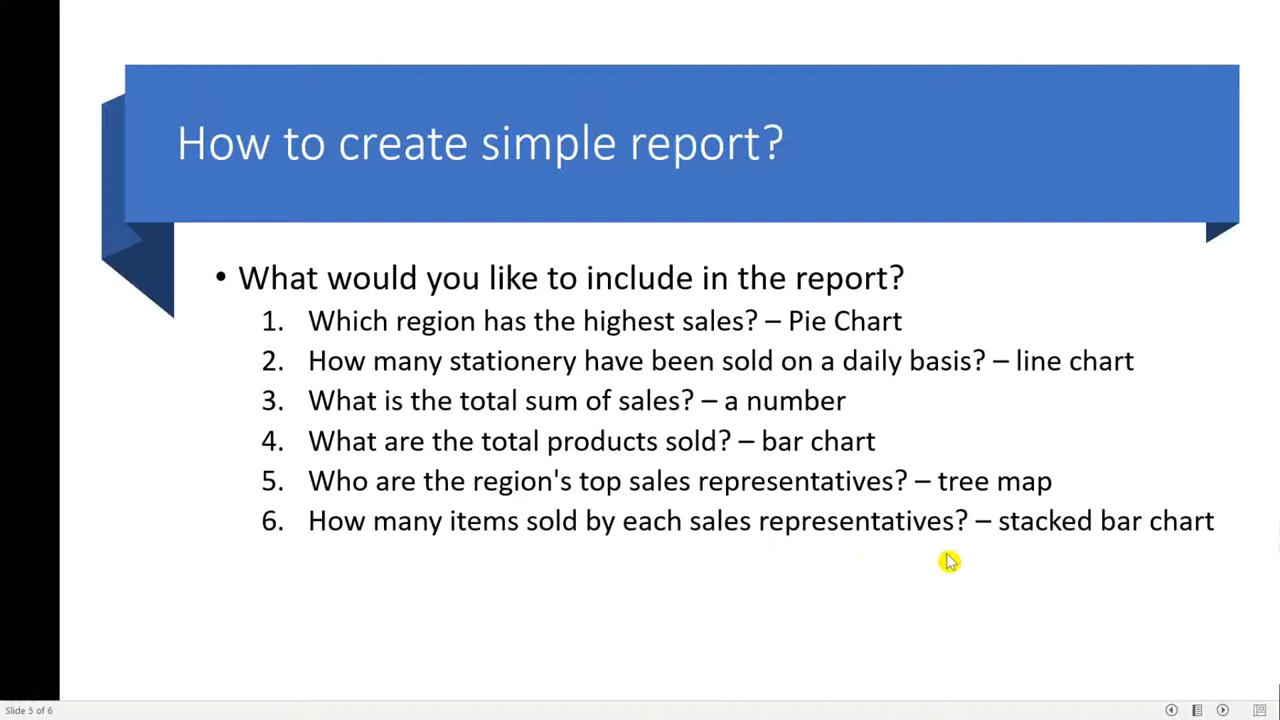 How to create simple report?
• What would you like to include in the report?
1. Which region has the highest sales? – Pie Chart
2. How many stationery have been sold on a daily basis? – line chart
3. What is the total sum of sales? – a number
4. What are the total products sold? – bar chart
5. Who are the region's top sales representatives? – tree map
6. How many items sold by each sales representatives? – stacked bar chart
Slide 5 of 6